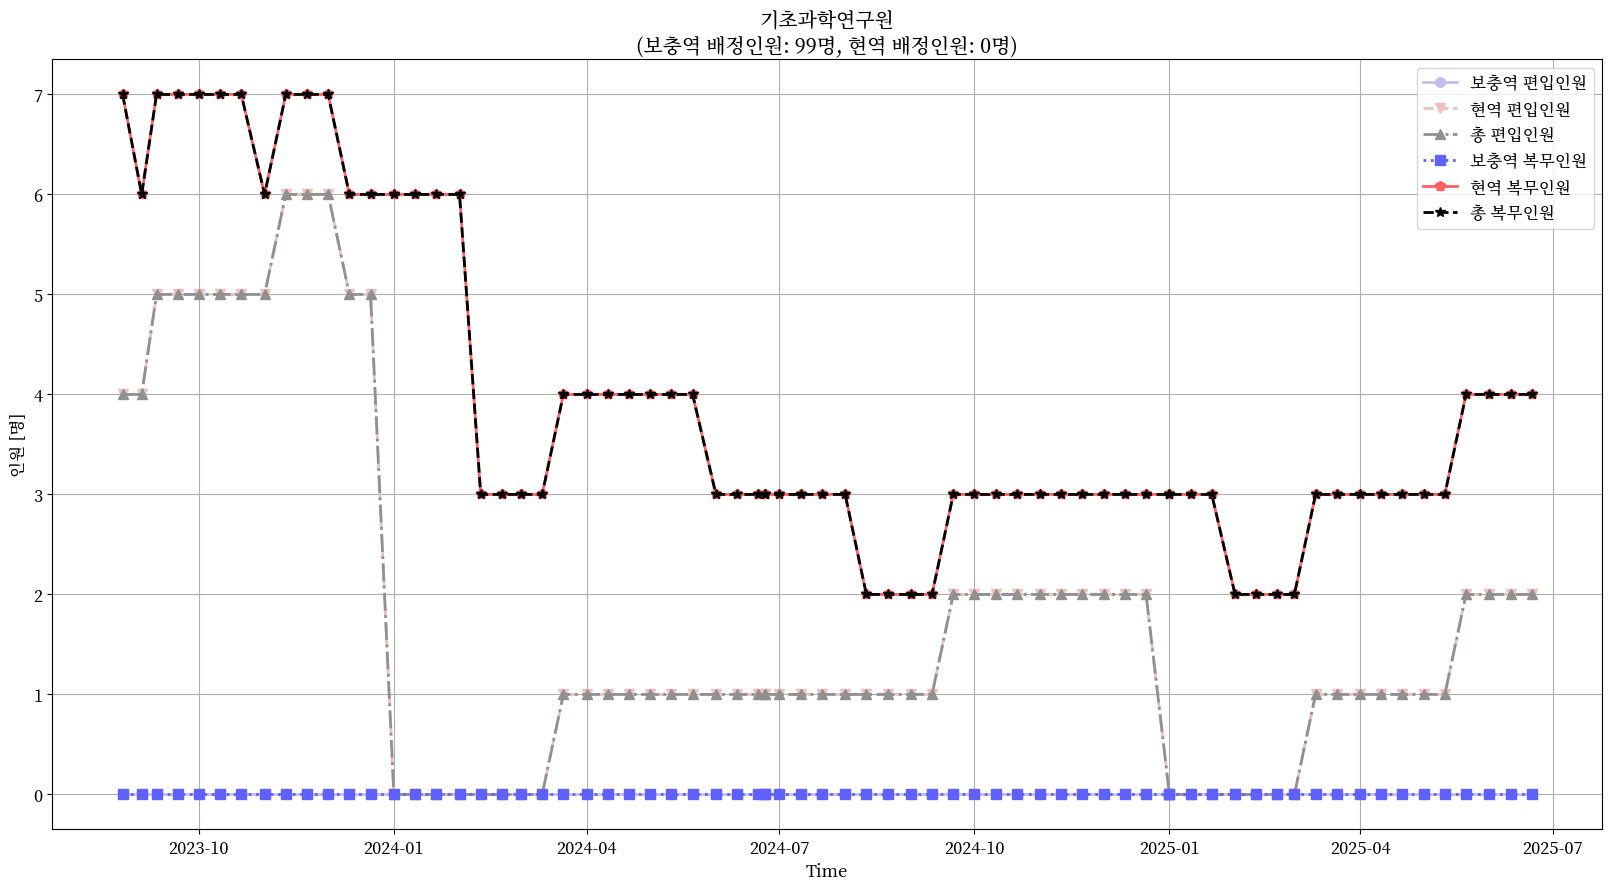 기초과학연구원
(보충역 배정인원: 99명, 현역 배정인원: 0명)
보충역 편입인원
현역 편입인원
총 편입인원
보충역 복무인원
현역 복무인원
총 복무인원
인원 [명]
7
6
5
4
3
2
1
0
2023-10 2024-01 2024-04 2024-07 2024-10 2025-01 2025-04 2025-07
Time